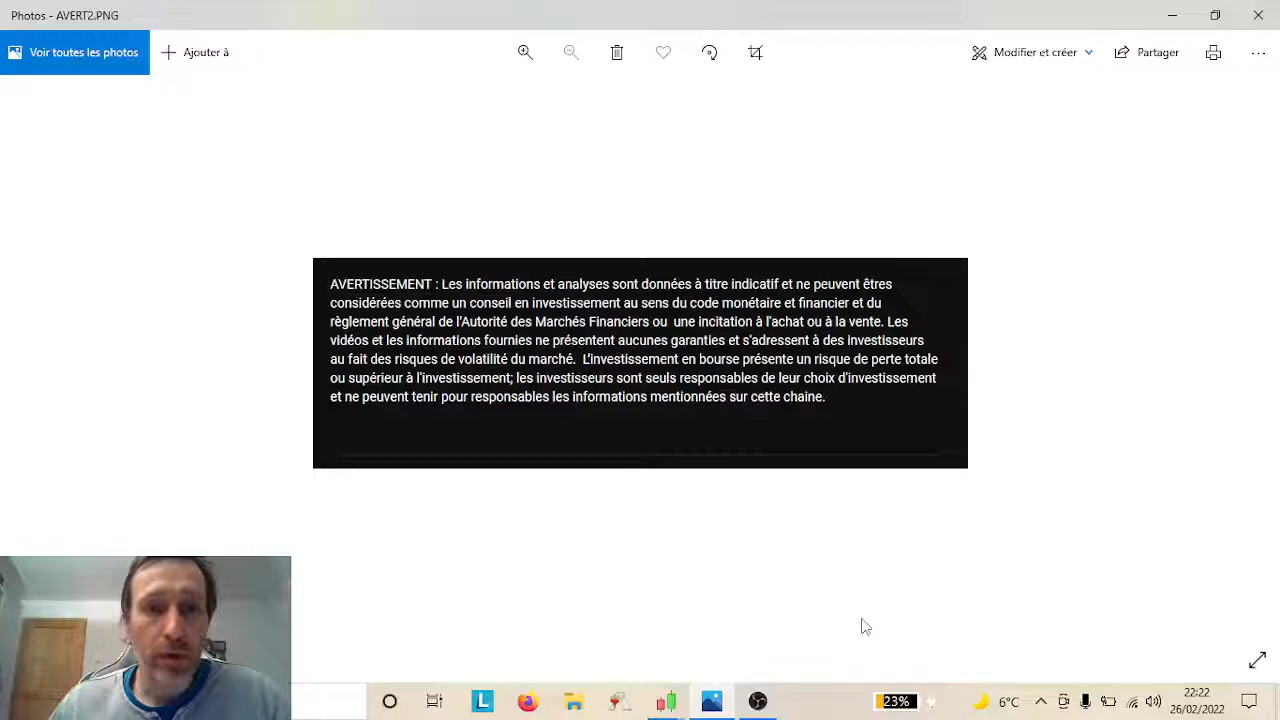 Photos - AVERT2.PNG
Voir toutes les photos
Ajouter à
Modifier et créer
Partager
AVERTISSEMENT : Les informations et analyses sont données à titre indicatif et ne peuvent êtres
considérées comme un conseil en investissement au sens du code monétaire et financier et du
règlement général de l'Autorité des Marchés Financiers ou une incitation à l'achat ou à la vente. Les
vidéos et les informations fournies ne présentent aucunes garanties et s'adressent à des investisseurs
au fait des risques de volatilité du marché. L'investissement en bourse présente un risque de perte totale
ou supérieur à l'investissement; les investisseurs sont seuls responsables de leur choix d'investissement
et ne peuvent tenir pour responsables les informations mentionnées sur cette chaine.
L
23%
6°C
20:52
26/02/2022